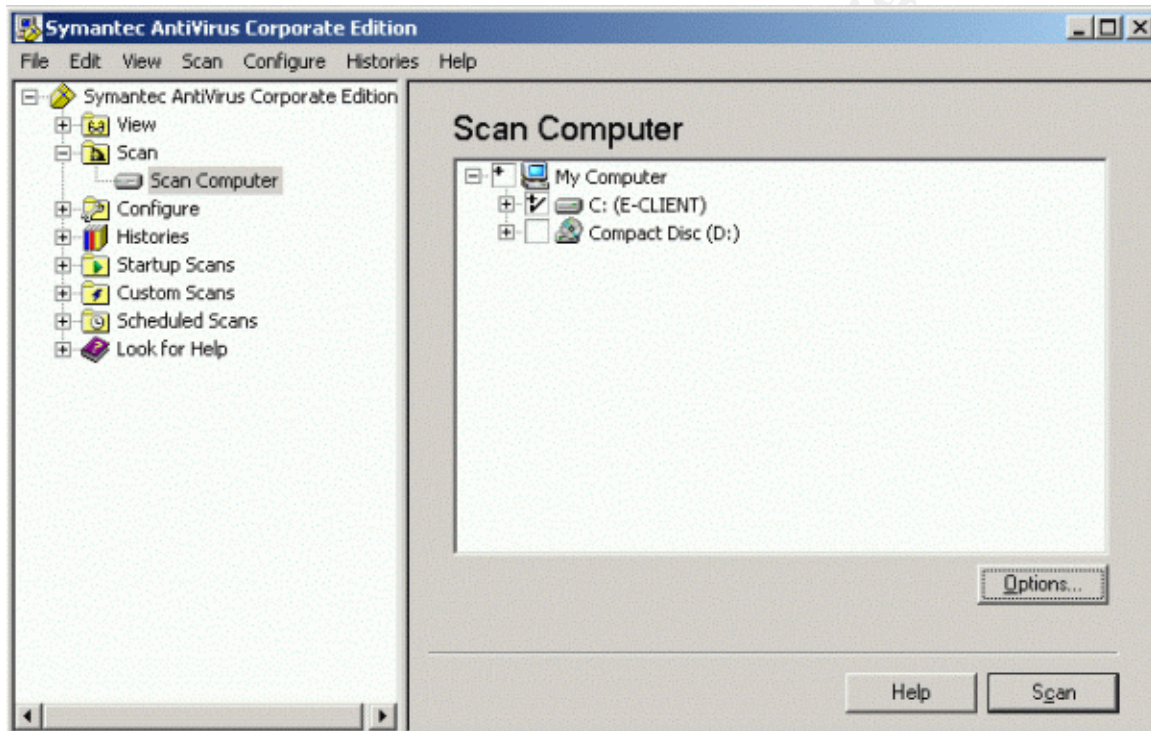 Symantec AntiVirus Corporate Edition
File Edit View Scan Configure Histories Help
Symantec AntiVirus Corporate Edition
View
Scan
Scan Computer
Configure
Histories
Startup Scans
Custom Scans
Scheduled Scans
Look for Help
Scan Computer
My Computer
C: (E-CLIENT)
Compact Disc (D:)
Options...
Help
Scan